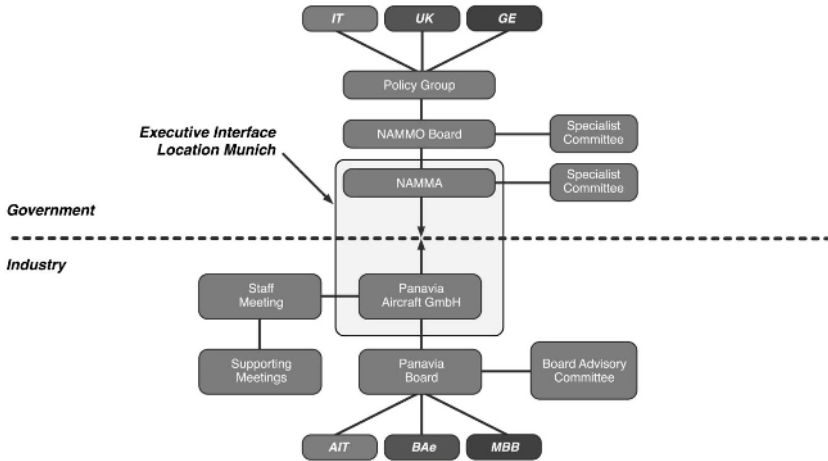 IT
UK
GE
Policy Group
Executive Interface
Location Munich
NAMMO Board
Specialist
Committee
NAMMA
Specialist
Committee
Government
Industry
Staff
Meeting
Panavia
Aircraft GmbH
Supporting
Meetings
Panavia
Board
Board Advisory
Committee
AIT
BAe
MBB